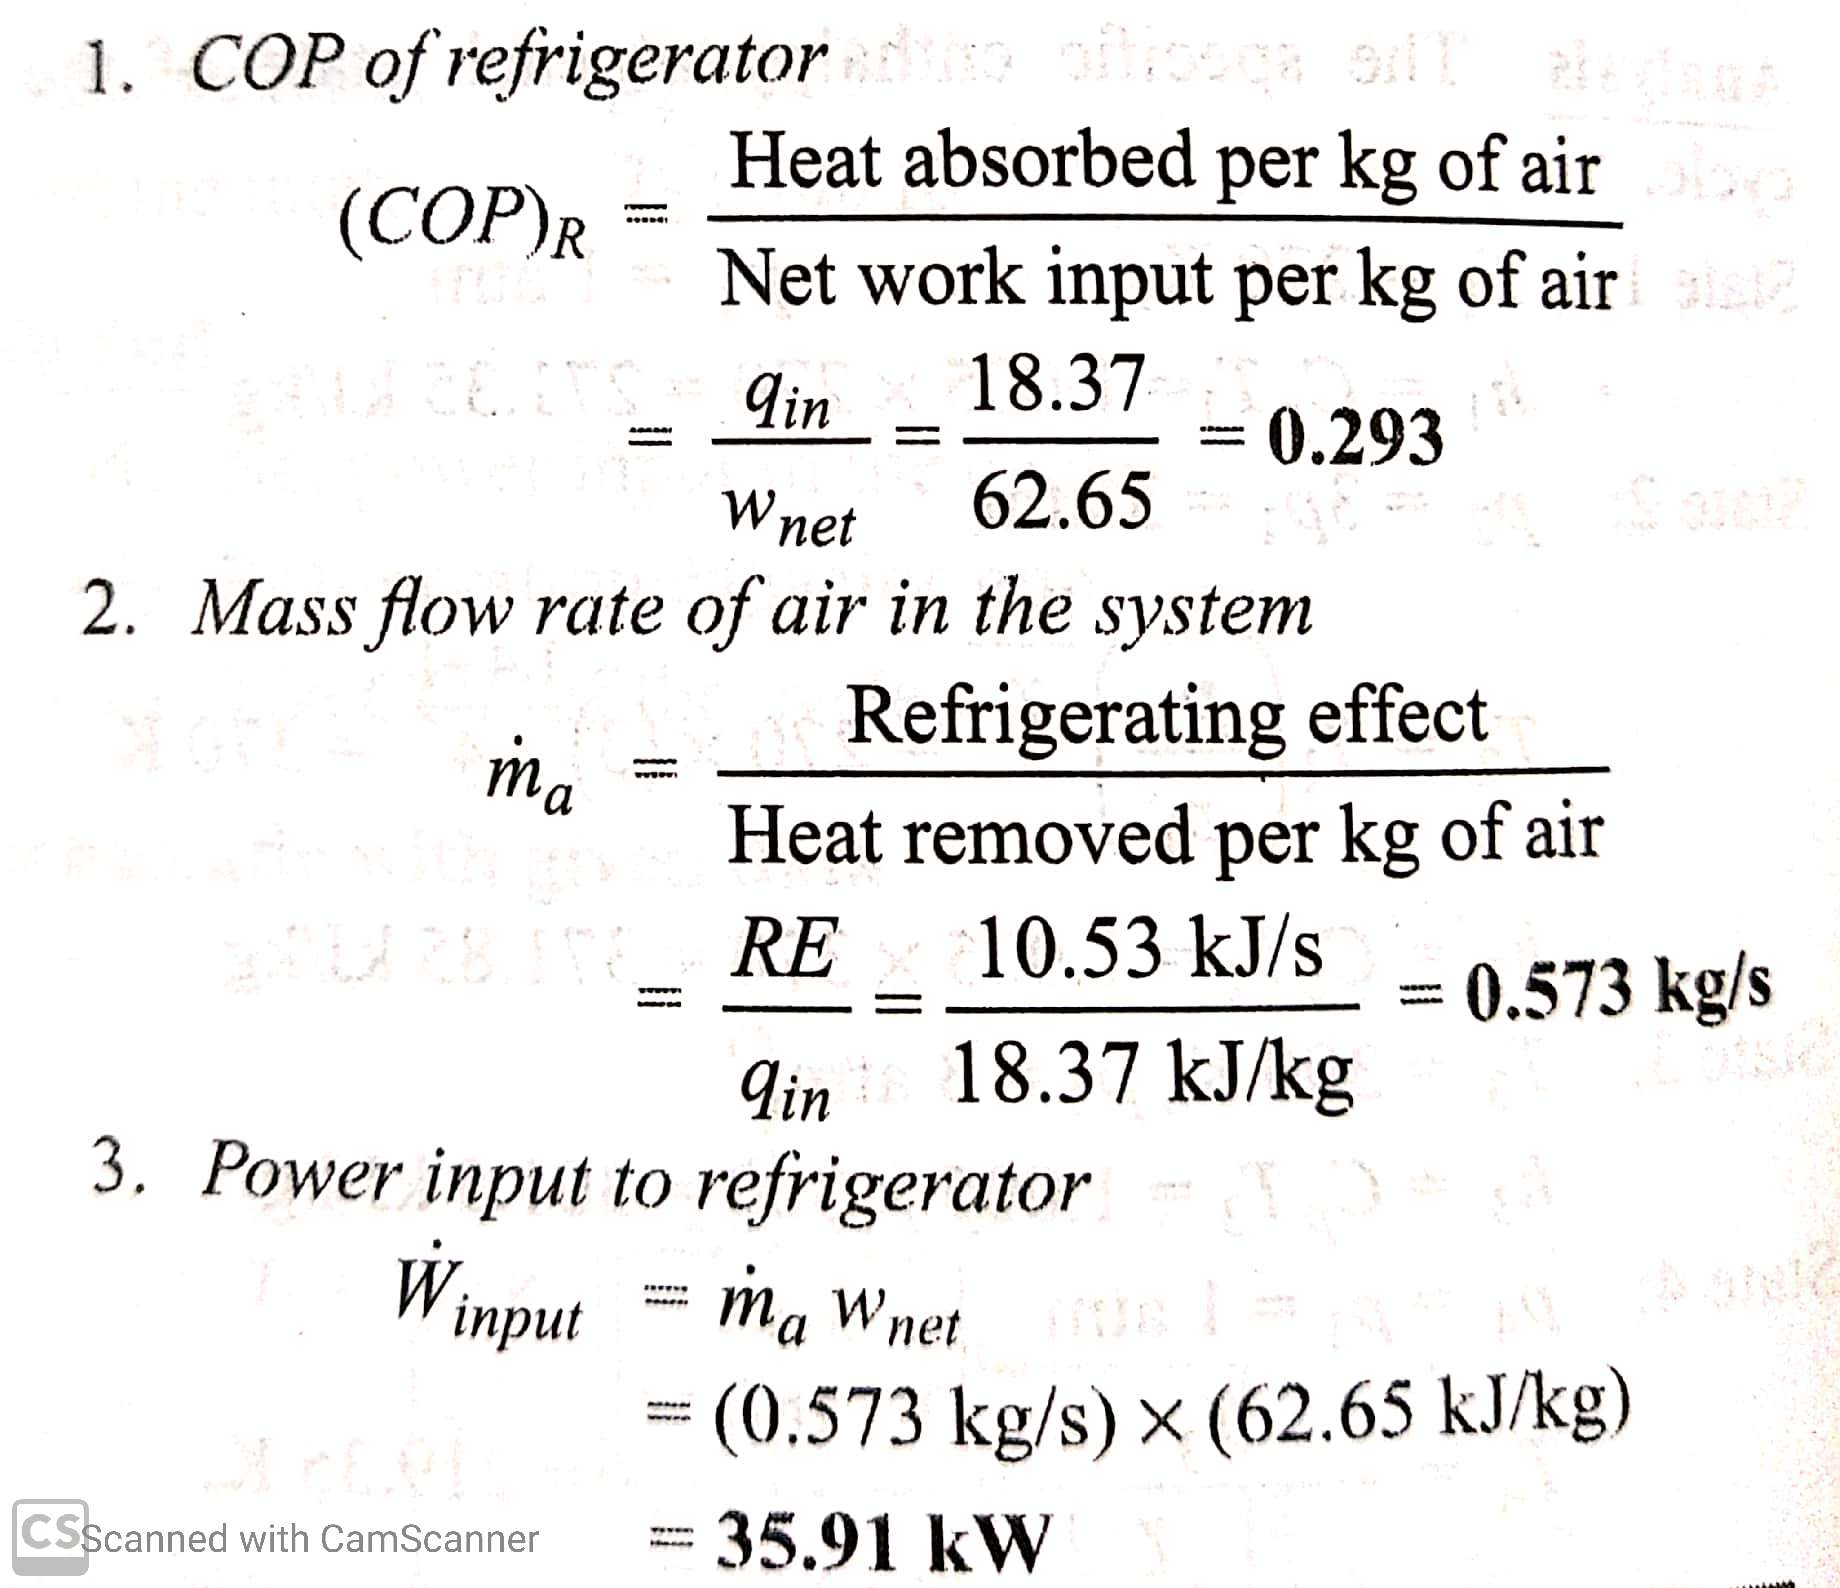 1. COP of refrigerator
Heat absorbed per kg of air
(COP)R = 
Net work input per kg of air
= qin / wnet = 18.37 / 62.65 = 0.293
2. Mass flow rate of air in the system
Refrigerating effect
ṁa =
Heat removed per kg of air
= RE / qin = 10.53 kJ/s / 18.37 kJ/kg = 0.573 kg/s
3. Power input to refrigerator
Ẇinput = ṁa wnet
= (0.573 kg/s) × (62.65 kJ/kg)
= 35.91 kW
CS Scanned with CamScanner